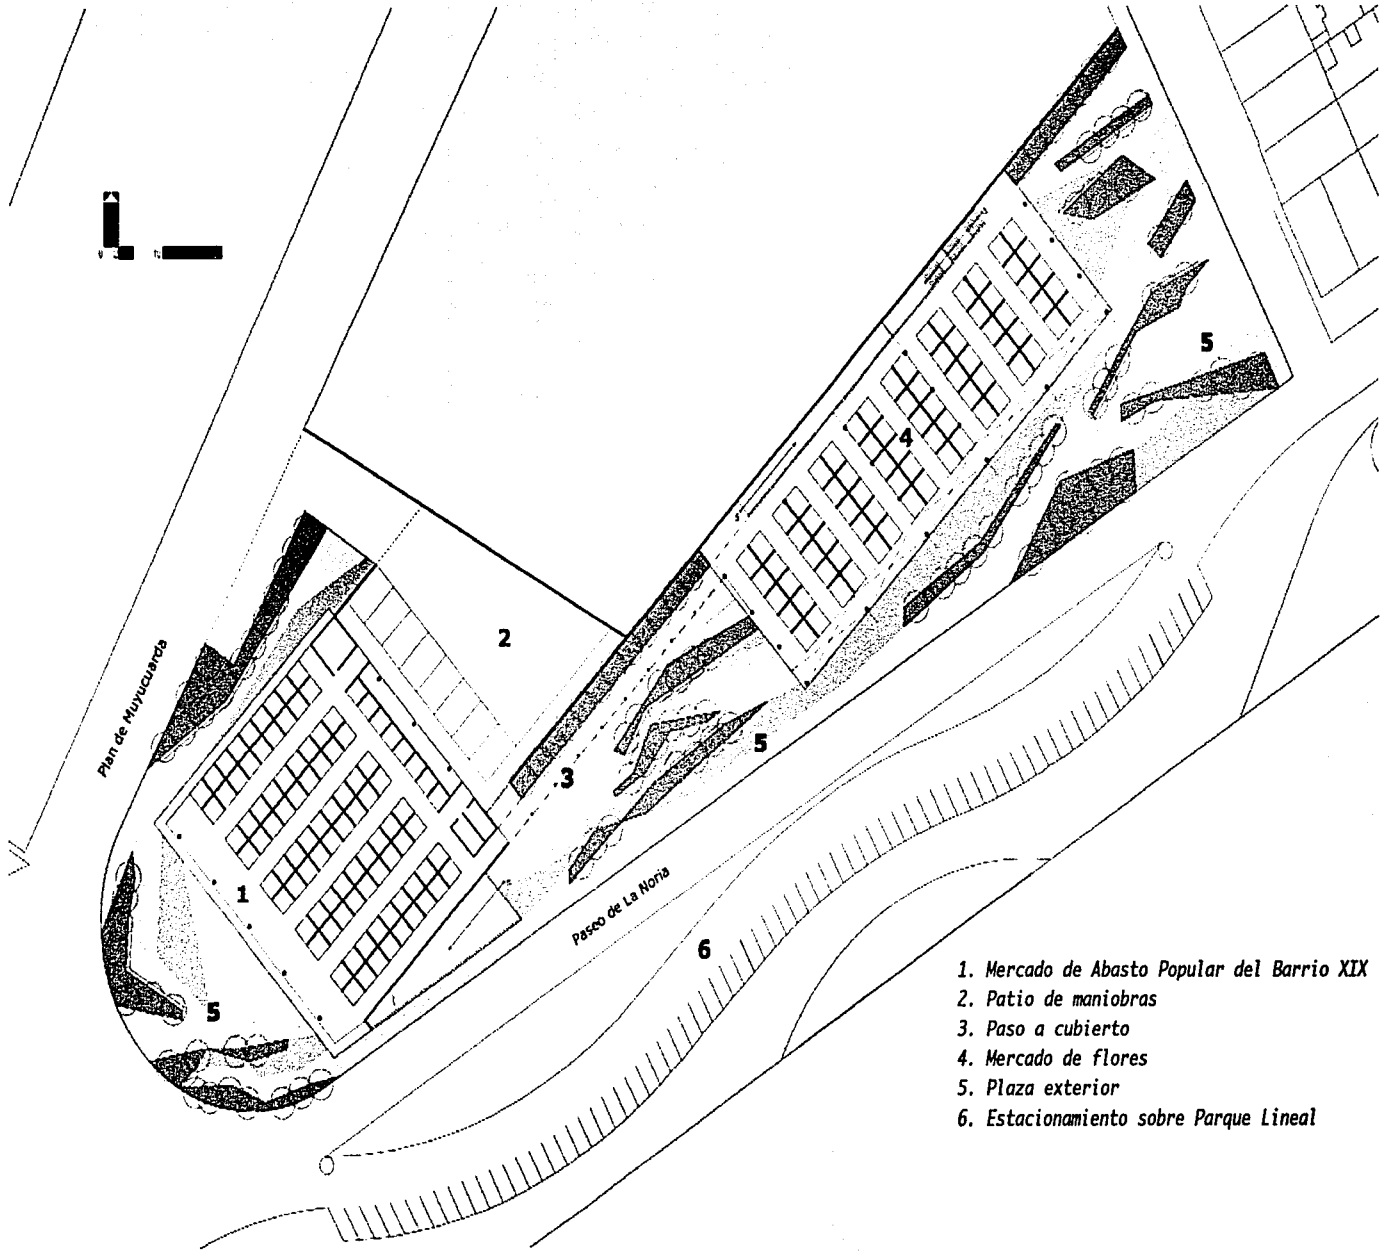 4
5
2
Plan de Muyucuarda
5
3
1
Paseo de La Noria
6
5
1. Mercado de Abasto Popular del Barrio XIX
2. Patio de maniobras
3. Paso a cubierto
4. Mercado de flores
5. Plaza exterior
6. Estacionamiento sobre Parque Lineal